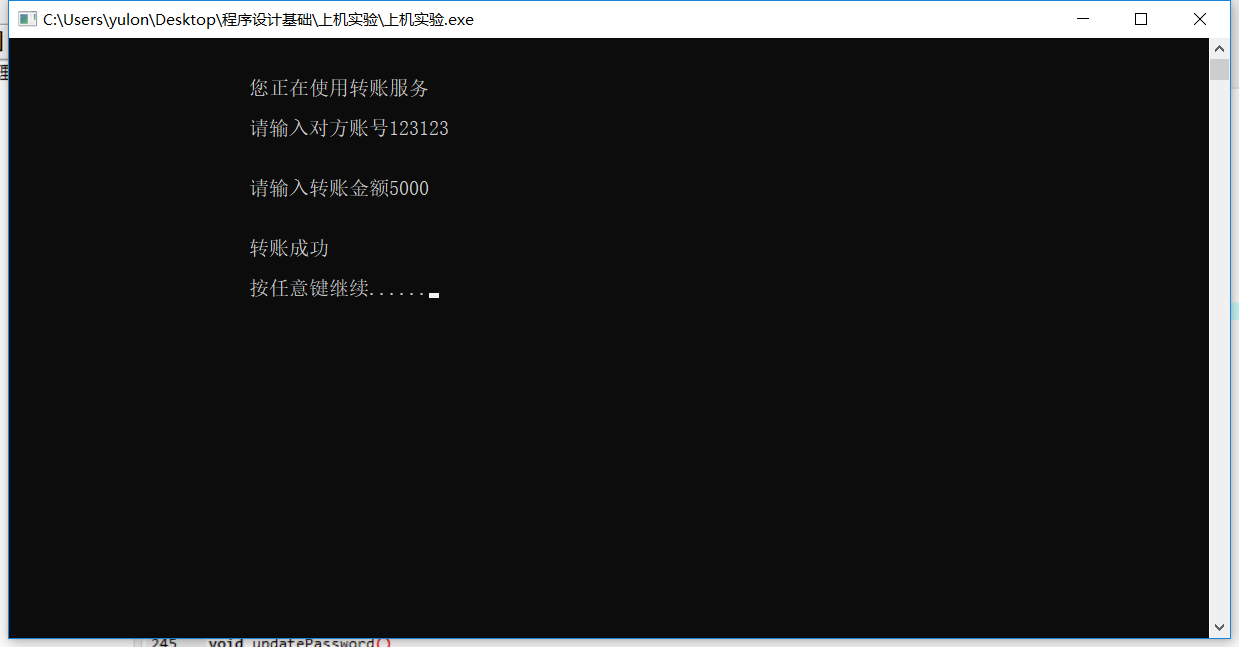 C:\Users\yulon\Desktop\程序设计基础\上机实验\上机实验.exe
您正在使用转账服务
请输入对方账号123123
请输入转账金额5000
转账成功
按任意键继续......
245 void updatePassword()